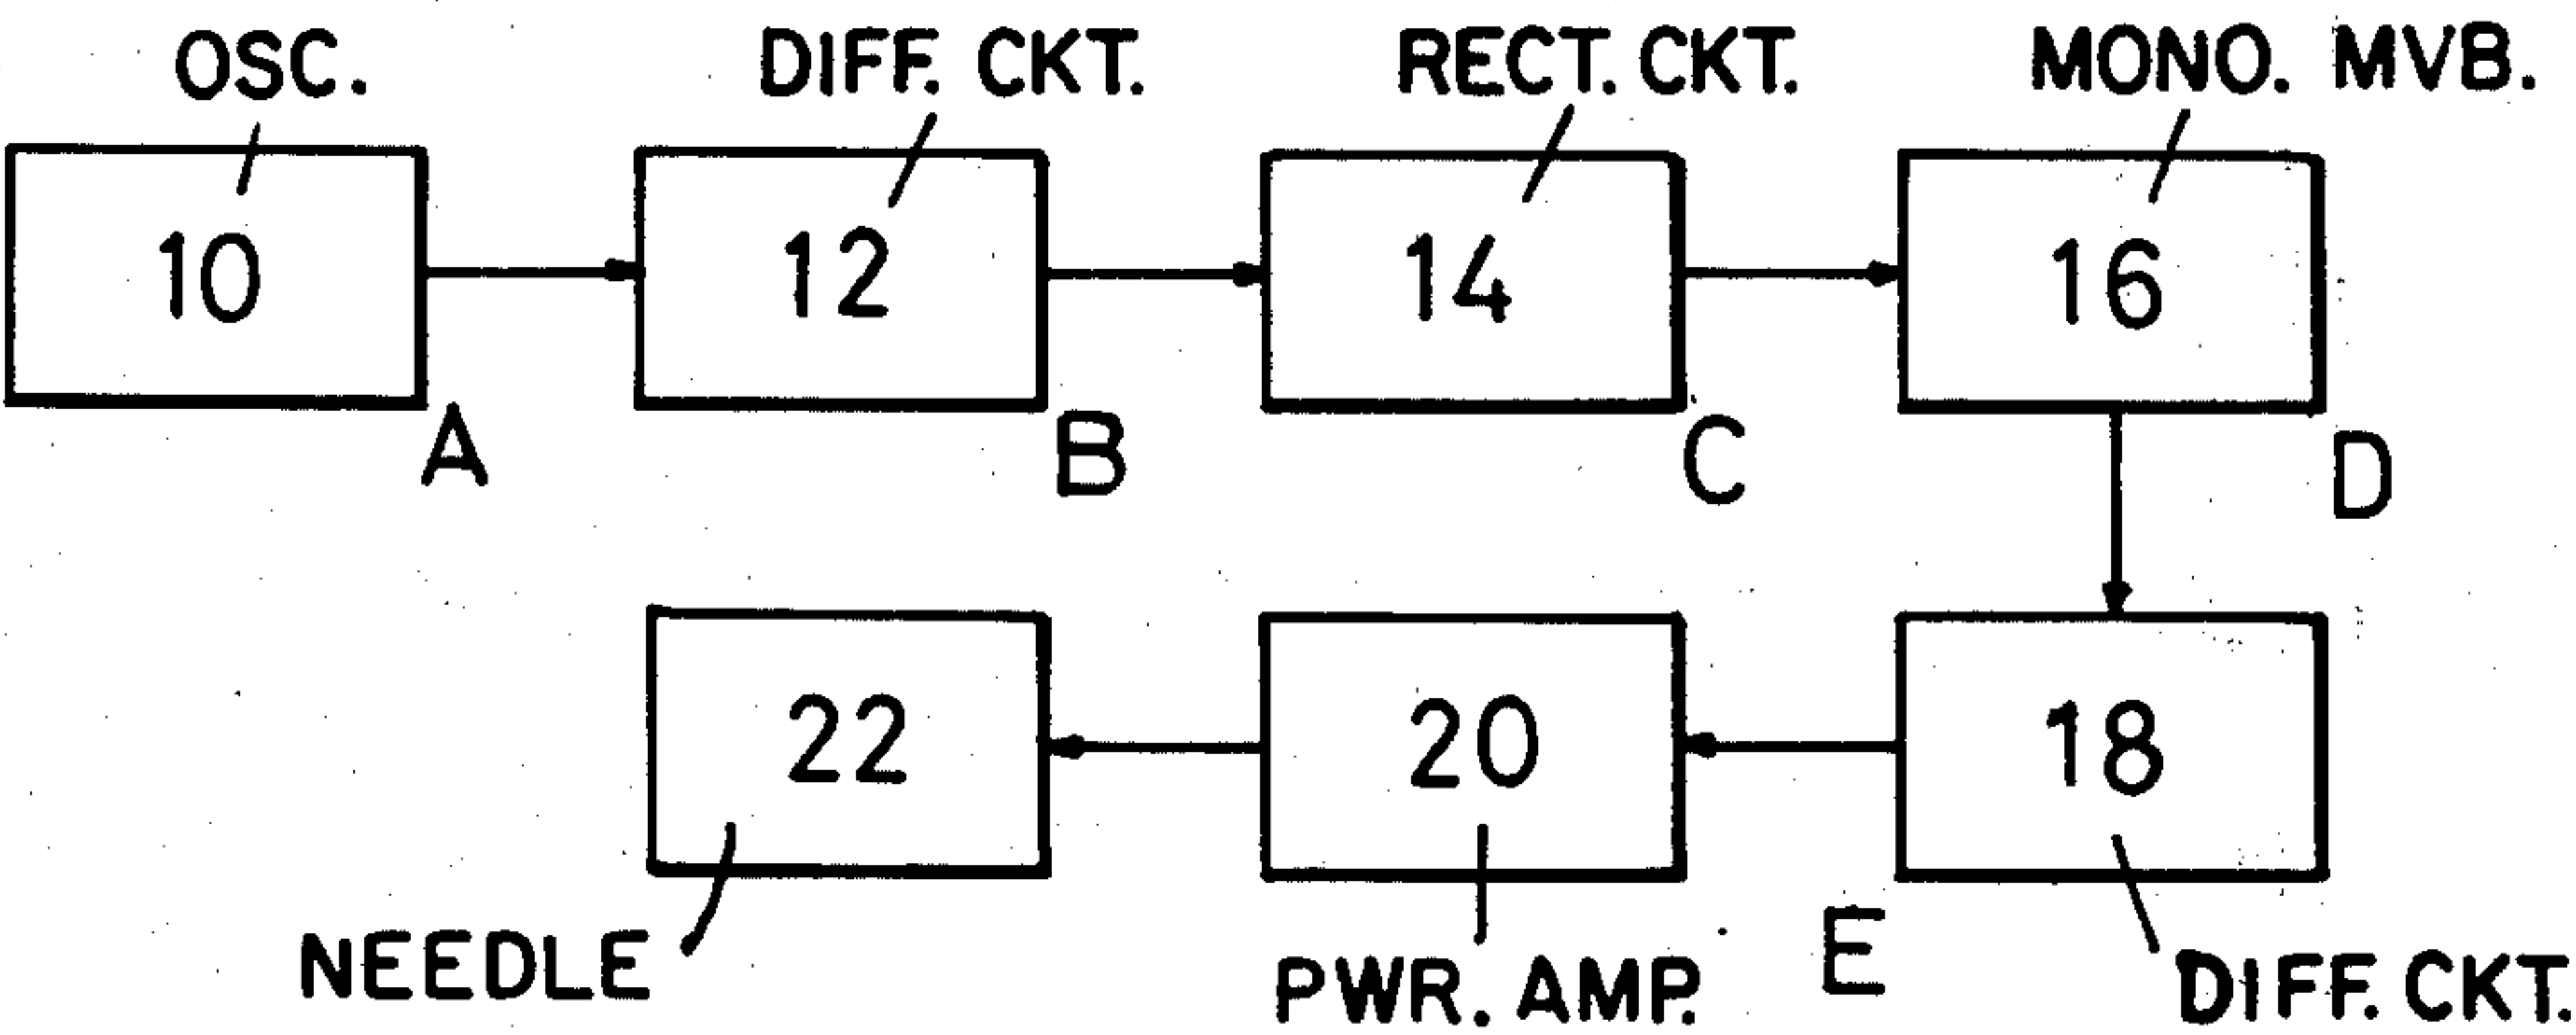 OSC. DIFF. CKT. RECT. CKT. MONO. MVB.
10 12 14 16
A B C D
22 20 18
NEEDLE PWR. AMP. E DIFF. CKT.